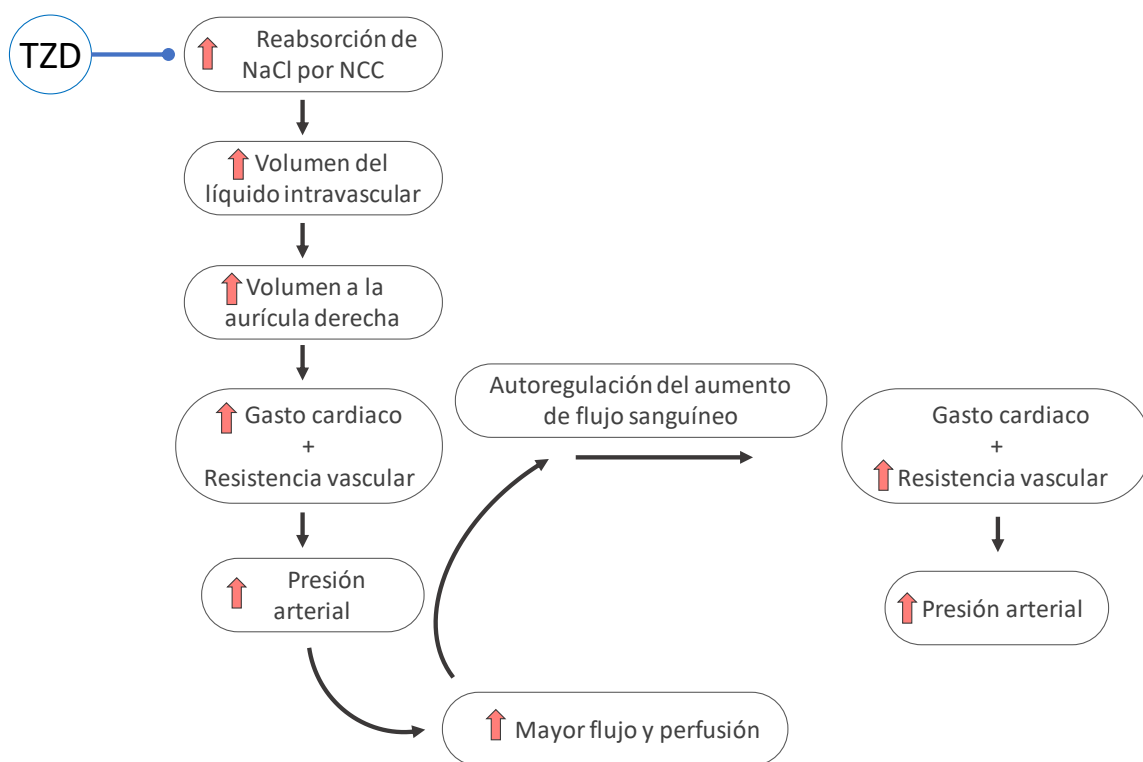 TZD
Reabsorción de
NaCl por NCC
Volumen del
líquido intravascular
Volumen a la
aurícula derecha
Gasto cardiaco
+
Resistencia vascular
Presión
arterial
Mayor flujo y perfusión
Autoregulación del aumento
de flujo sanguíneo
Gasto cardiaco
+
Resistencia vascular
Presión arterial